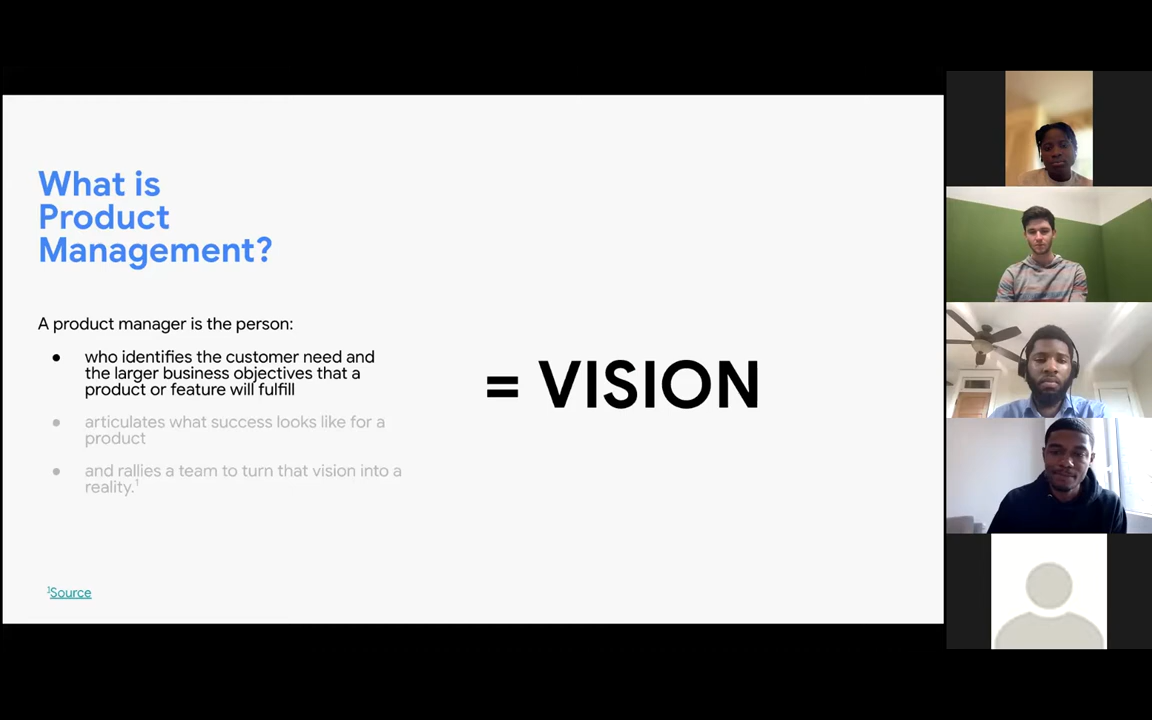 What is
Product
Management?
A product manager is the person:
● who identifies the customer need and
the larger business objectives that a
product or feature will fulfill
= VISION
● articulates what success looks like for a
product
● and rallies a team to turn that vision into a
reality.¹
¹Source